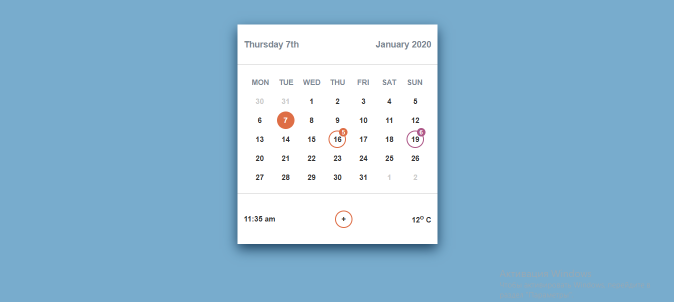 Thursday 7th January 2020
MON TUE WED THU FRI SAT SUN
30 31 1 2 3 4 5
6 7 8 9 10 11 12
13 14 15 16 5 17 18 19 6
20 21 22 23 24 25 26
27 28 29 30 31 1 2
11:35 am + 12° C